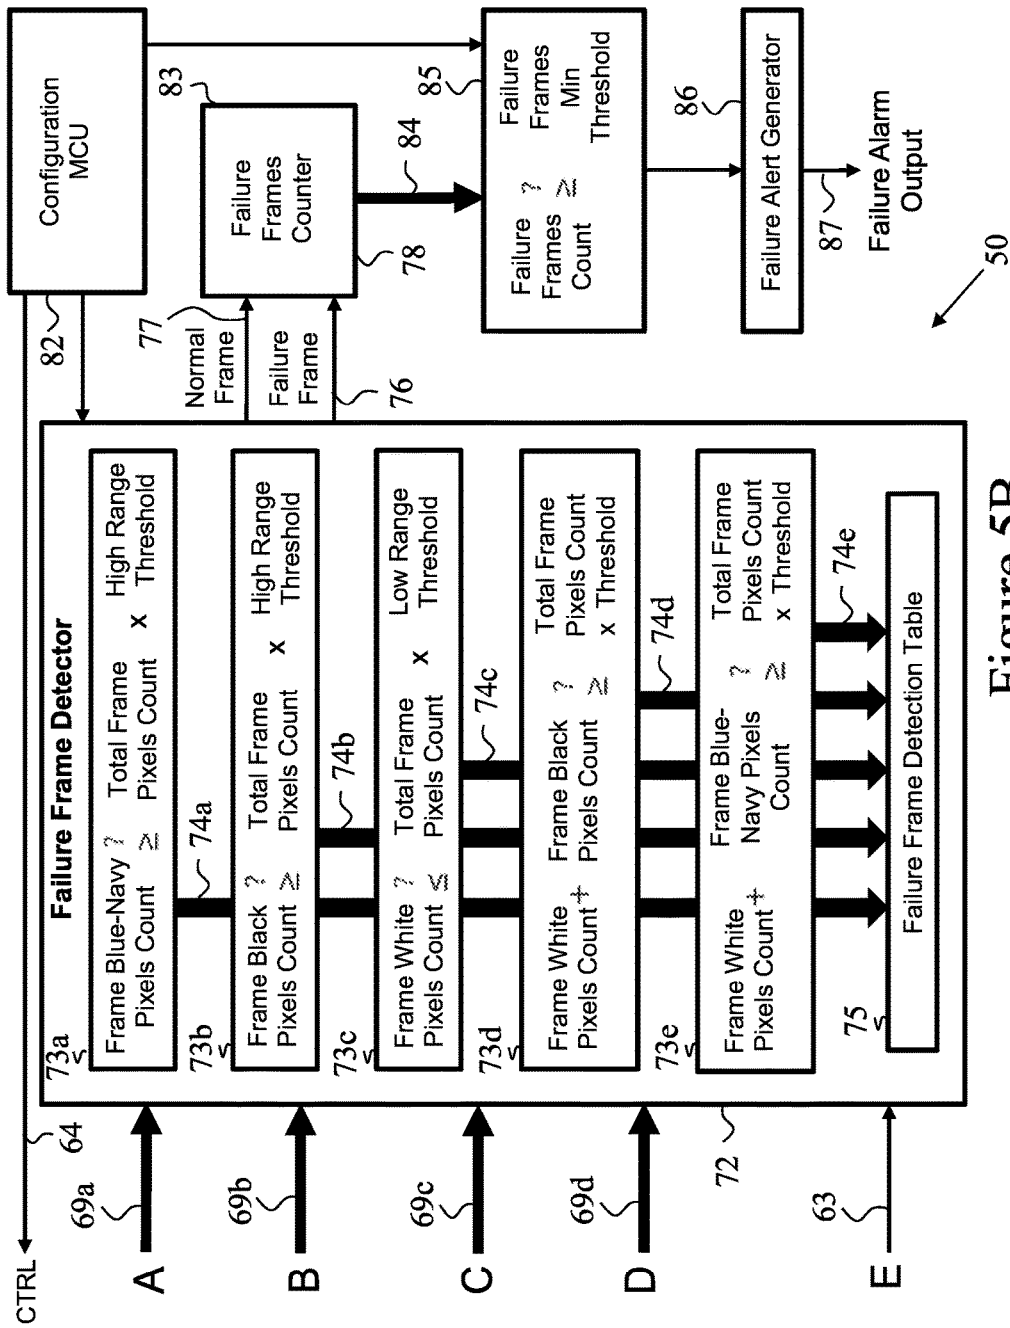 CTRL
64
82
Configuration
MCU
Failure Frame Detector
73a
Frame Blue-Navy ? Total Frame High Range
Pixels Count ≥ Pixels Count x Threshold
74a
73b
Frame Black ? Total Frame High Range
Pixels Count ≥ Pixels Count x Threshold
74b
73c
Frame White ? Total Frame Low Range
Pixels Count ≤ Pixels Count x Threshold
74c
73d
Frame White Frame Black ? Total Frame
Pixels Count + Pixels Count ≥ Pixels Count
x Threshold
74d
73e
Frame White Frame Blue- ? Total Frame
Pixels Count + Navy Pixels ≥ Pixels Count
Count x Threshold
74e
75
Failure Frame Detection Table
72
69a
A
69b
B
69c
C
69d
D
63
E
77
Normal
Frame
Failure
Frame
76
83
Failure
Frames
Counter
78
84
85
Failure ? Failure
Frames ≥ Frames
Count Min
Threshold
86
Failure Alert Generator
87
Failure Alarm
Output
50
Figure 5B